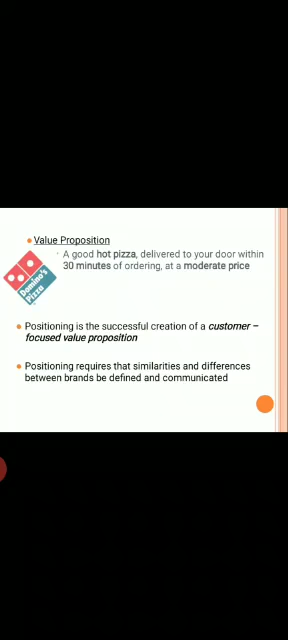 Value Proposition
A good hot pizza, delivered to your door within
30 minutes of ordering, at a moderate price
Domino's
Pizza
Positioning is the successful creation of a customer –
focused value proposition
Positioning requires that similarities and differences
between brands be defined and communicated